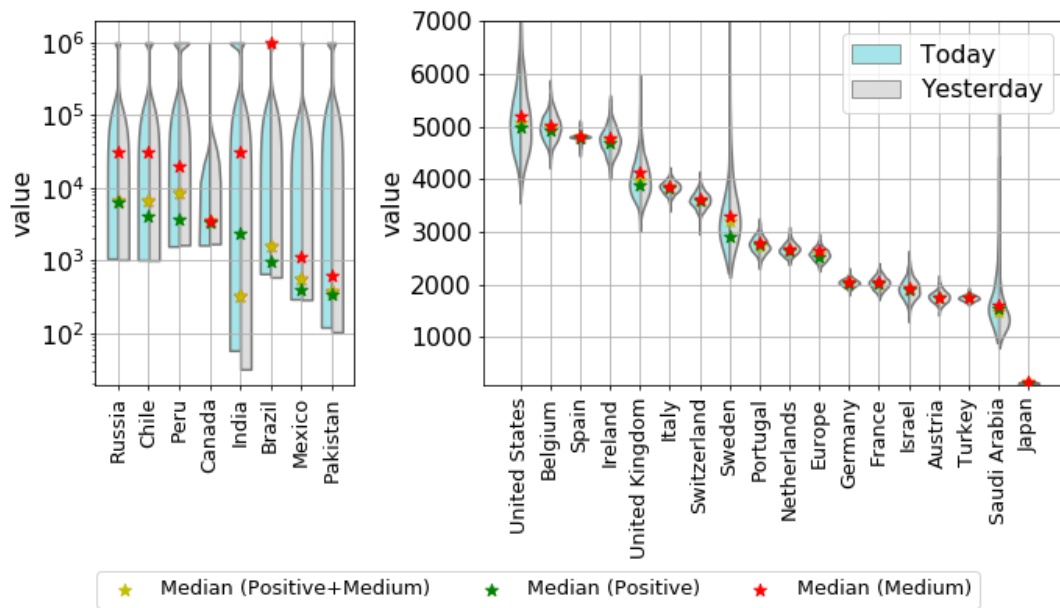 value
10^6
10^5
10^4
10^3
10^2
Russia
Chile
Peru
Canada
India
Brazil
Mexico
Pakistan
value
7000
6000
5000
4000
3000
2000
1000
Today
Yesterday
United States
Belgium
Spain
Ireland
United Kingdom
Italy
Switzerland
Sweden
Portugal
Netherlands
Europe
Germany
France
Israel
Austria
Turkey
Saudi Arabia
Japan
Median (Positive+Medium)
Median (Positive)
Median (Medium)